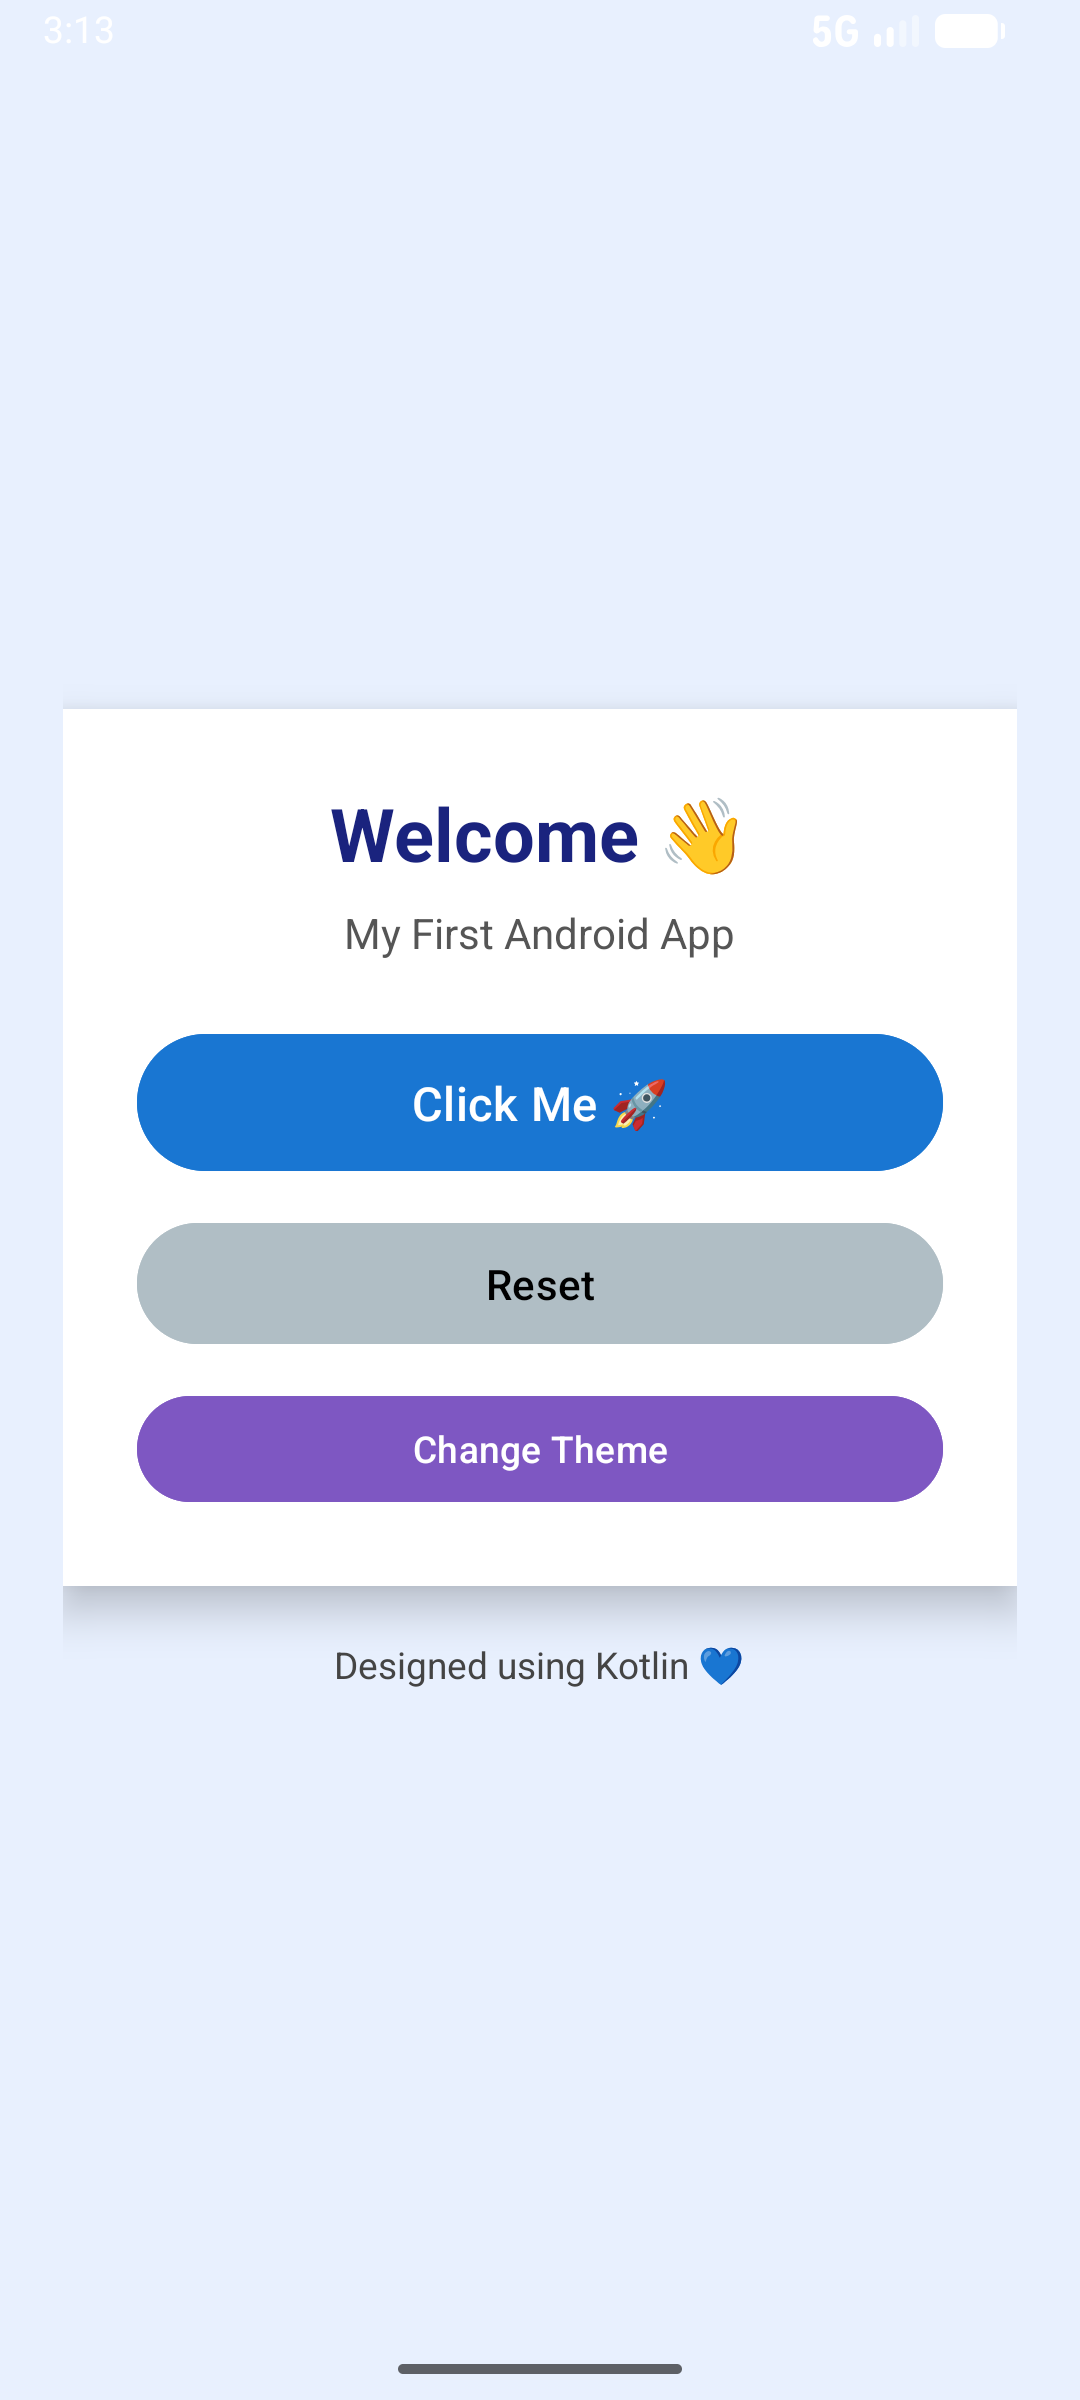 3:13 5G
Welcome 👋
My First Android App
Click Me 🚀
Reset
Change Theme
Designed using Kotlin 💙